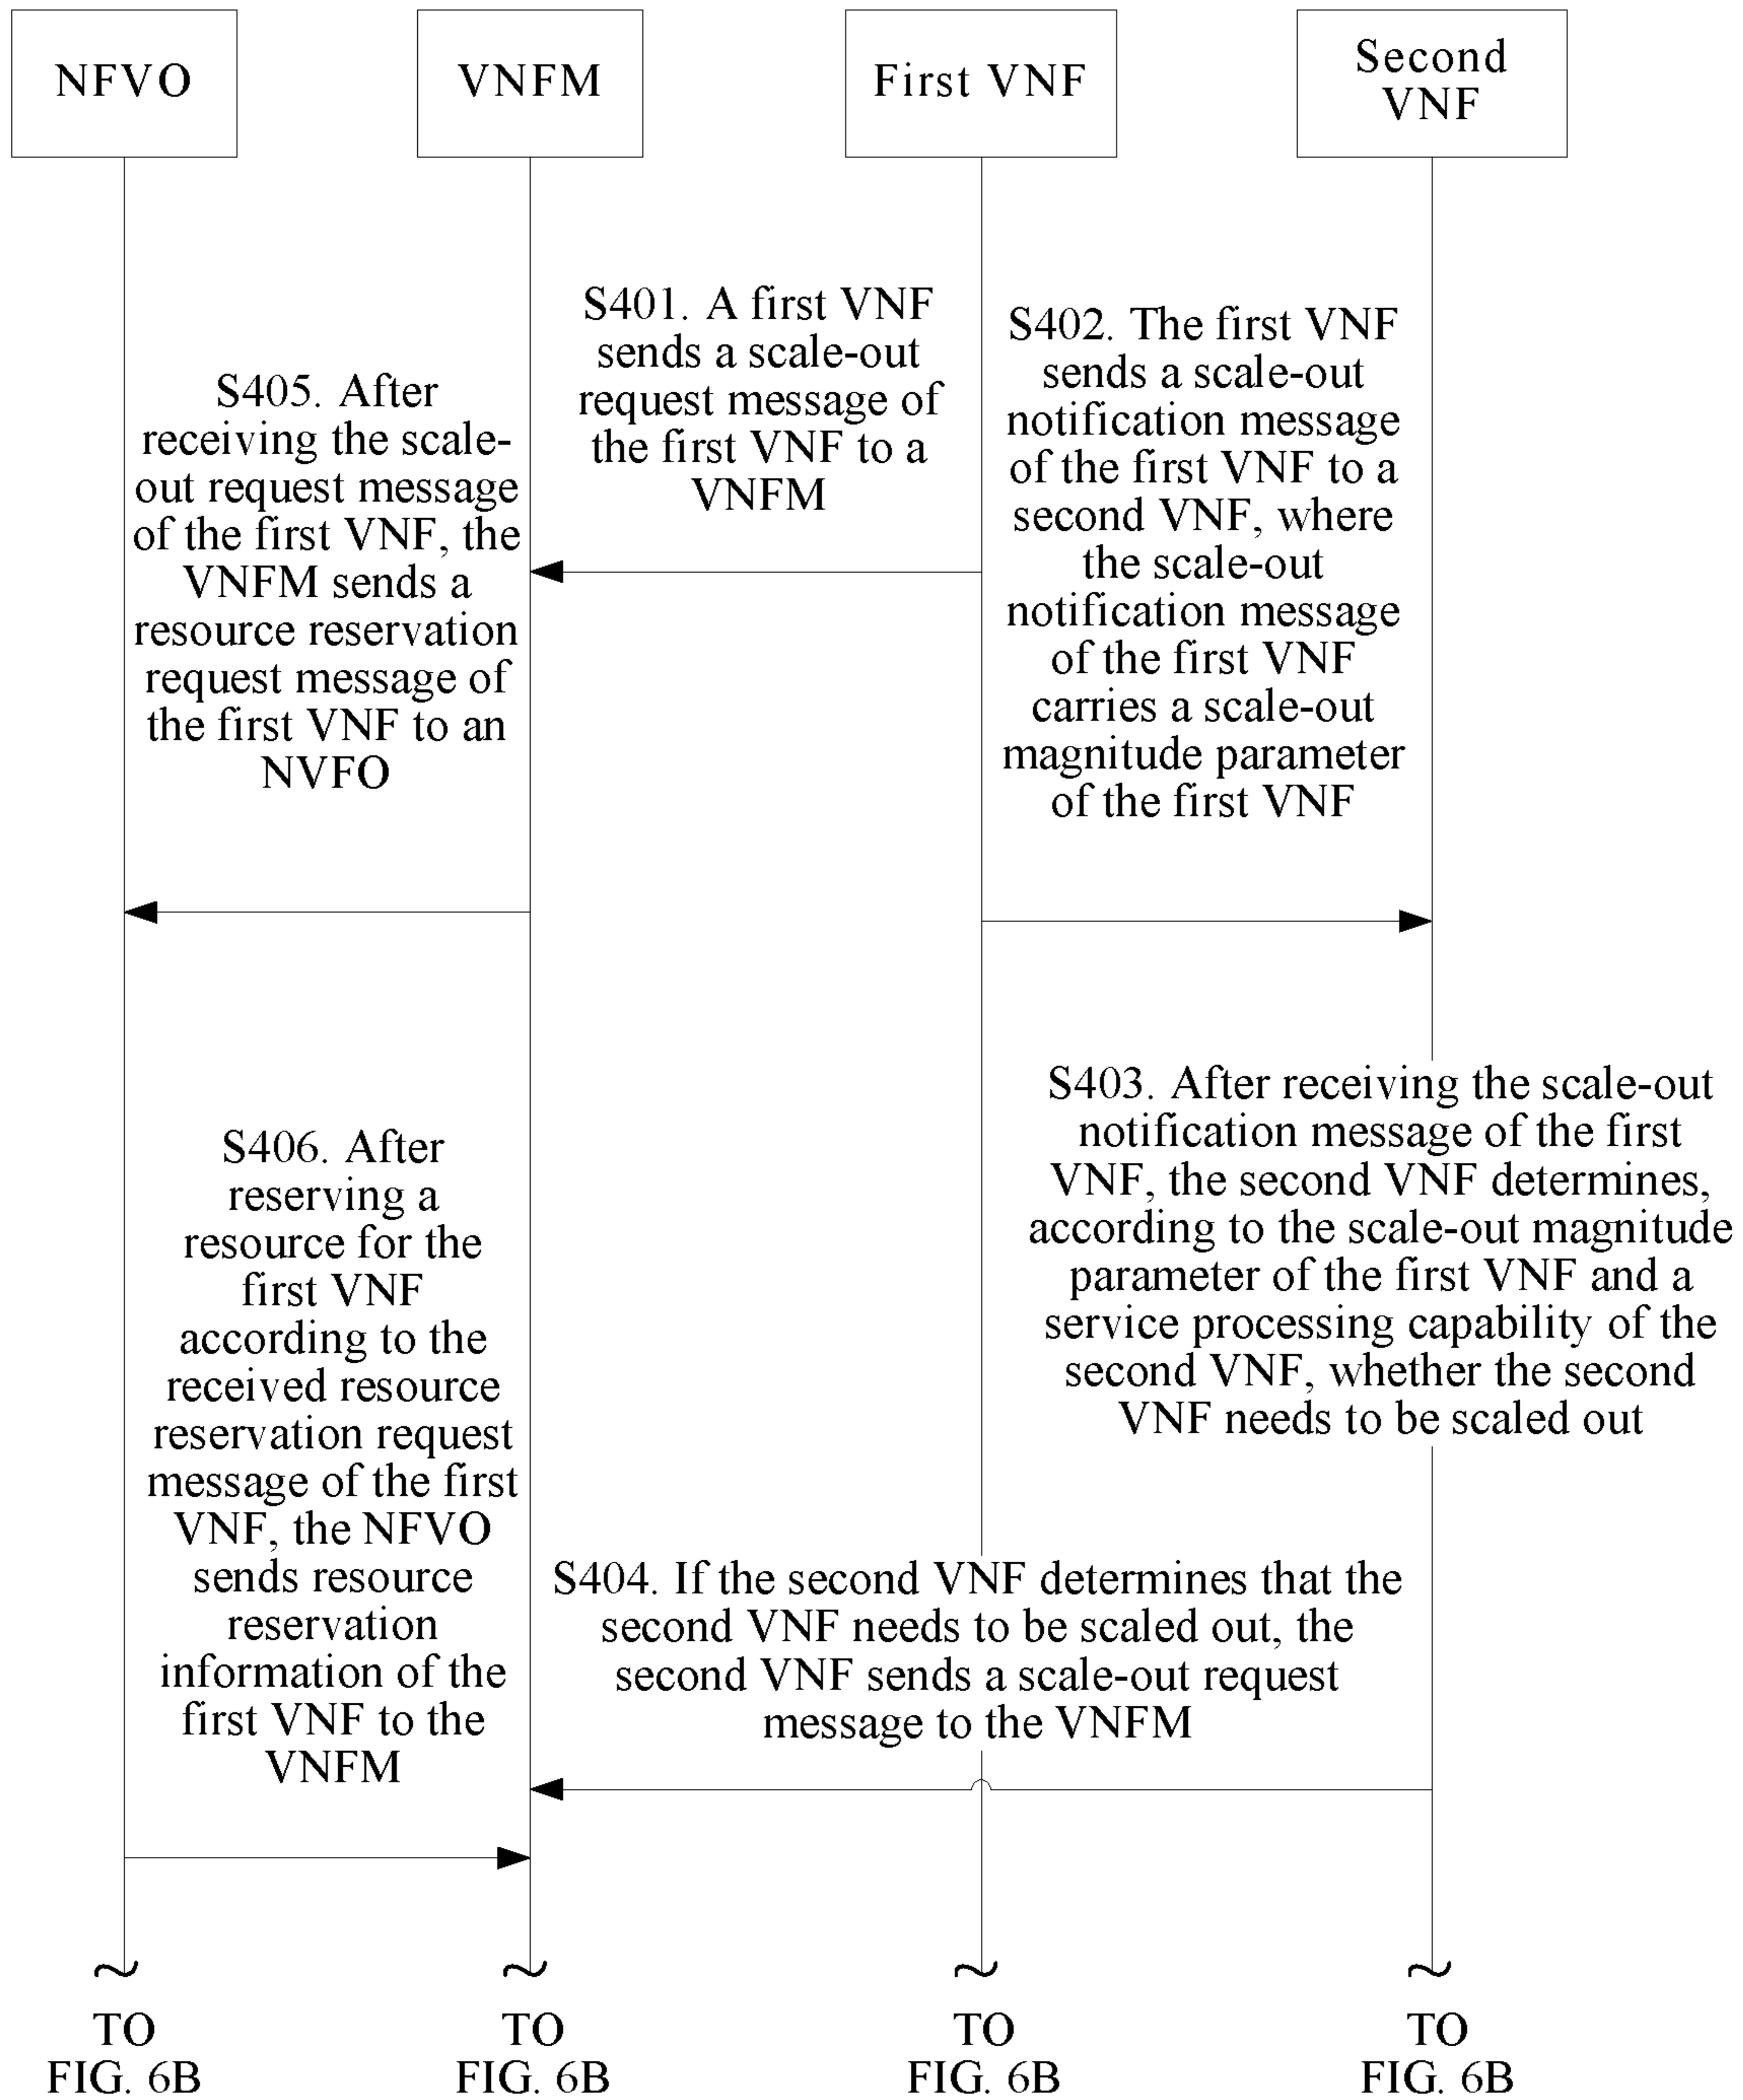 NFVO
VNFM
First VNF
Second
VNF
S401. A first VNF
sends a scale-out
request message of
the first VNF to a
VNFM
S402. The first VNF
sends a scale-out
notification message
of the first VNF to a
second VNF, where
the scale-out
notification message
of the first VNF
carries a scale-out
magnitude parameter
of the first VNF
S405. After
receiving the scale-
out request message
of the first VNF, the
VNFM sends a
resource reservation
request message of
the first VNF to an
NVFO
S403. After receiving the scale-out
notification message of the first
VNF, the second VNF determines,
according to the scale-out magnitude
parameter of the first VNF and a
service processing capability of the
second VNF, whether the second
VNF needs to be scaled out
S406. After
reserving a
resource for the
first VNF
according to the
received resource
reservation request
message of the first
VNF, the NFVO
sends resource
reservation
information of the
first VNF to the
VNFM
S404. If the second VNF determines that the
second VNF needs to be scaled out, the
second VNF sends a scale-out request
message to the VNFM
TO
FIG. 6B
TO
FIG. 6B
TO
FIG. 6B
TO
FIG. 6B